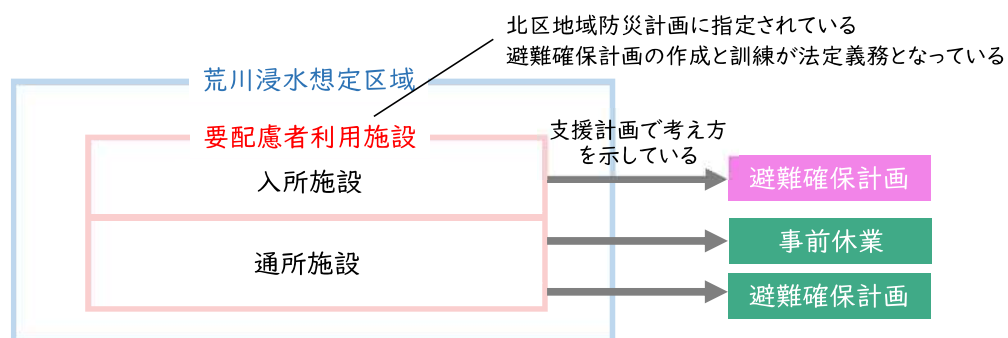 北区地域防災計画に指定されている
避難確保計画の作成と訓練が法定義務となっている
荒川浸水想定区域
要配慮者利用施設
支援計画で考え方
を示している
入所施設
避難確保計画
事前休業
通所施設
避難確保計画